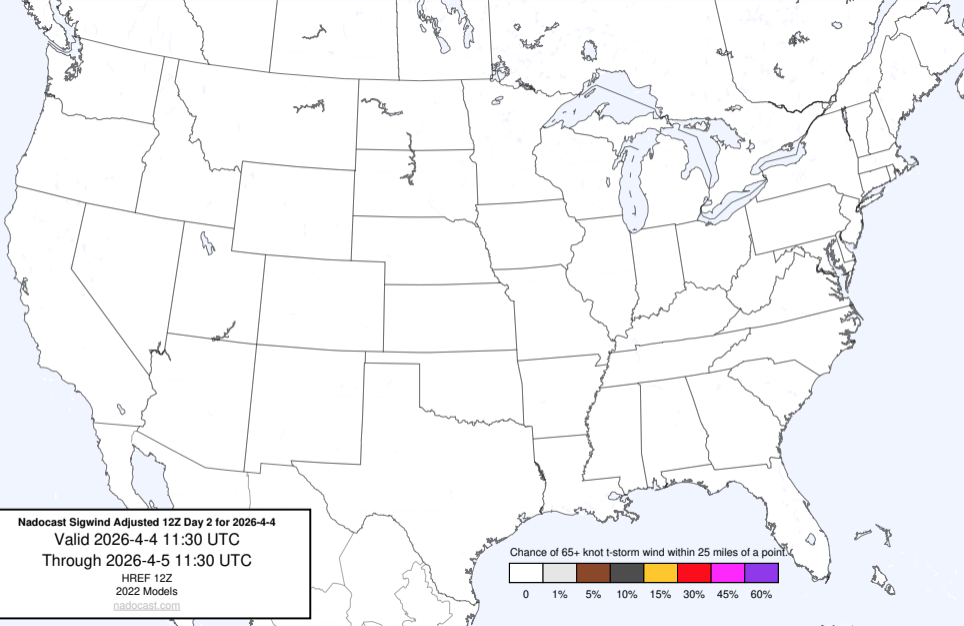 Nadocast Sigwind Adjusted 12Z Day 2 for 2026-4-4
Valid 2026-4-4 11:30 UTC
Through 2026-4-5 11:30 UTC
HREF 12Z
2022 Models
nadocast.com
Chance of 65+ knot t-storm wind within 25 miles of a point.
0 1% 5% 10% 15% 30% 45% 60%